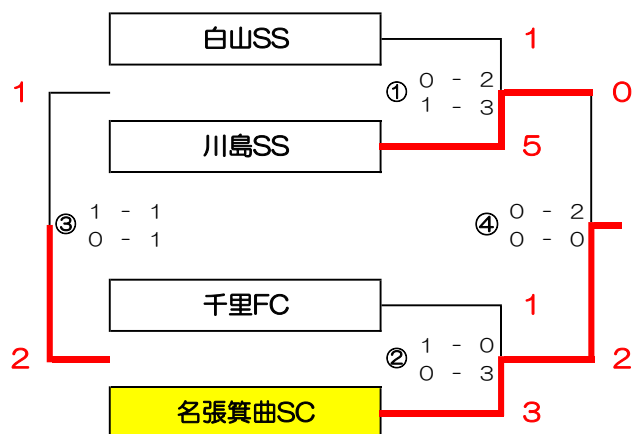 白山SS
1
1
① 0 - 2
1 - 3
0
川島SS
5
③ 1 - 1
0 - 1
④ 0 - 2
0 - 0
千里FC
1
2
② 1 - 0
0 - 3
2
名張箕曲SC
3